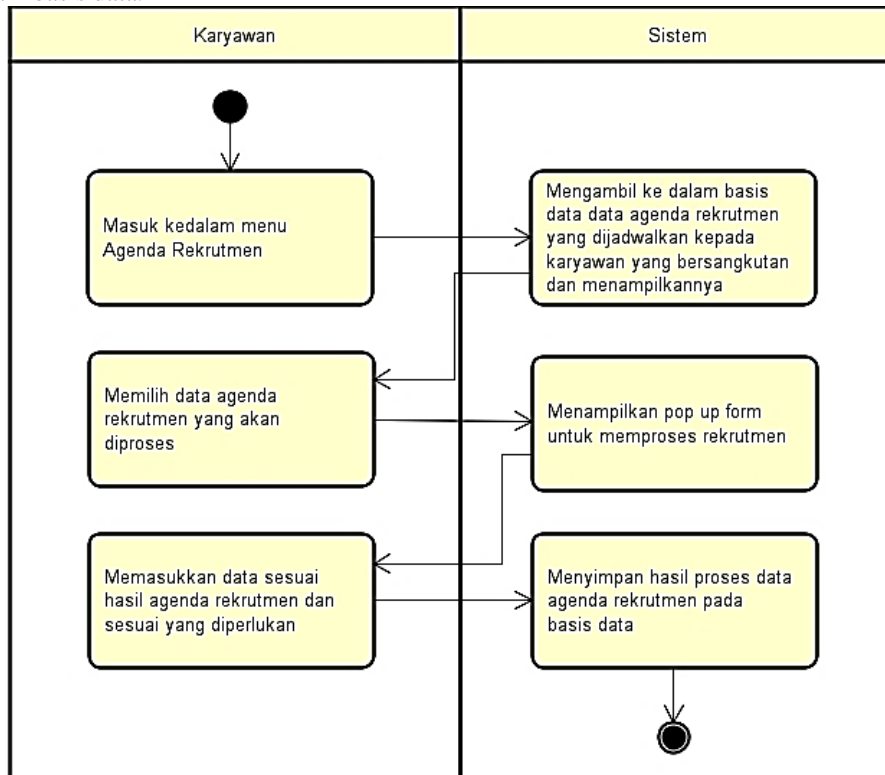 Karyawan
Sistem
Masuk kedalam menu
Agenda Rekrutmen
Mengambil ke dalam basis
data data agenda rekrutmen
yang dijadwalkan kepada
karyawan yang bersangkutan
dan menampilkannya
Memilih data agenda
rekrutmen yang akan
diproses
Menampilkan pop up form
untuk memproses rekrutmen
Memasukkan data sesuai
hasil agenda rekrutmen dan
sesuai yang diperlukan
Menyimpan hasil proses data
agenda rekrutmen pada
basis data